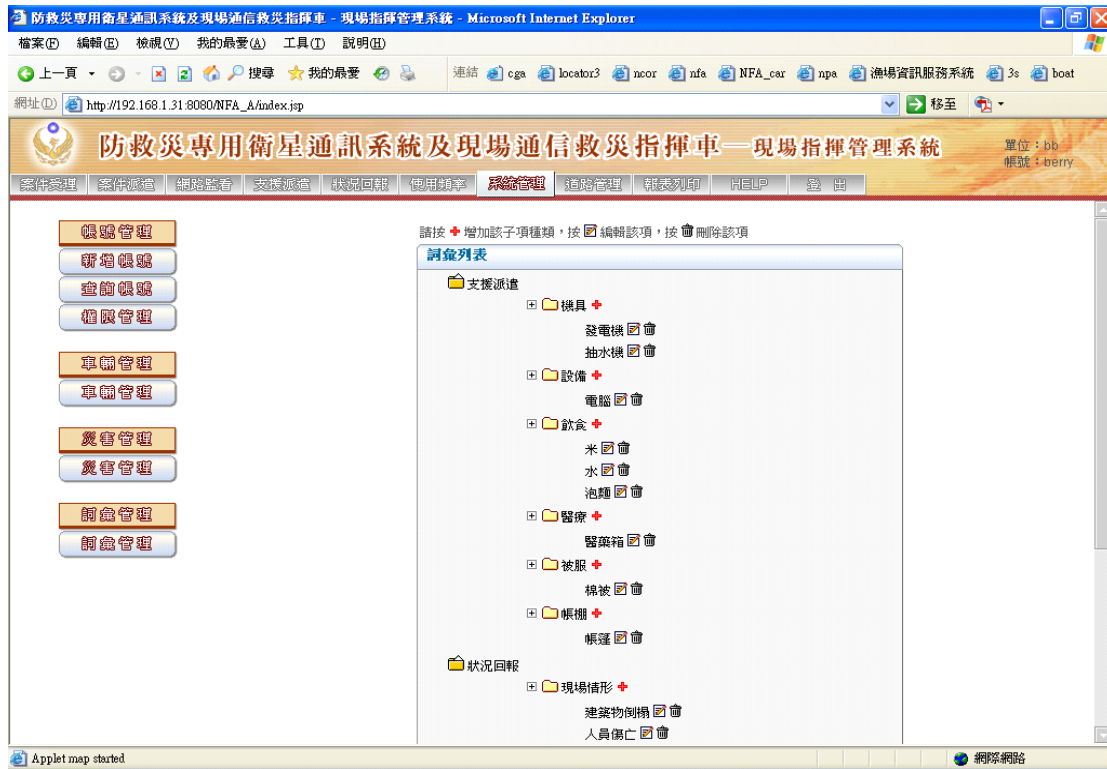 防救災專用衛星通訊系統及現場通信救災指揮車 - 現場指揮管理系統 - Microsoft Internet Explorer
檔案(F) 編輯(E) 檢視(V) 我的最愛(A) 工具(T) 說明(H)
上一頁 搜尋 我的最愛 連結 cga locator3 ncor nfa NFA_car npa 漁場資訊服務系統 3s boat
網址(D) http://192.168.1.31:8080/NFA_A/index.jsp 移至
防救災專用衛星通訊系統及現場通信救災指揮車—現場指揮管理系統
單位：bb
帳號：berry
案件受理 案件派遣 網路監看 支援派遣 狀況回報 使用頻率 系統管理 道路管理 報表列印 HELP 登 出
帳號管理
新增帳號
查詢帳號
權限管理
車輛管理
車輛管理
災害管理
災害管理
詞彙管理
詞彙管理
請按 增加該子項種類，按 編輯該項，按 刪除該項
詞彙列表
支援派遣
機具
發電機
抽水機
設備
電腦
飲食
米
水
泡麵
醫療
醫藥箱
被服
棉被
帳棚
帳篷
狀況回報
現場情形
建築物倒榻
人員傷亡
Applet map started 網際網路